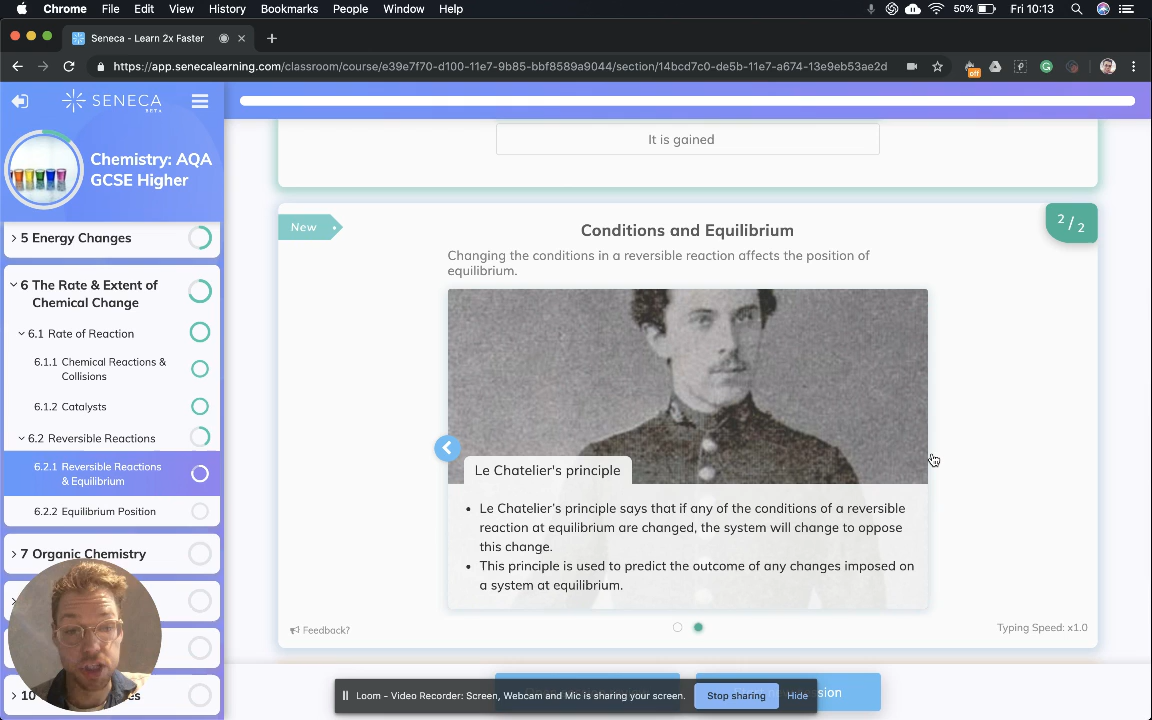 Chrome File Edit View History Bookmarks People Window Help 50% Fri 10:13
Seneca - Learn 2x Faster
https://app.senecalearning.com/classroom/course/e39e7f70-d100-11e7-9b85-bbf8589a9044/section/14bcd7c0-de5b-11e7-a674-13e9eb53ae2d
off
SENECA
BETA
Chemistry: AQA
GCSE Higher
5 Energy Changes
6 The Rate & Extent of
Chemical Change
6.1 Rate of Reaction
6.1.1 Chemical Reactions &
Collisions
6.1.2 Catalysts
6.2 Reversible Reactions
6.2.1 Reversible Reactions
& Equilibrium
6.2.2 Equilibrium Position
7 Organic Chemistry
10
It is gained
New
2/2
Conditions and Equilibrium
Changing the conditions in a reversible reaction affects the position of
equilibrium.
Le Chatelier's principle
• Le Chatelier's principle says that if any of the conditions of a reversible
reaction at equilibrium are changed, the system will change to oppose
this change.
• This principle is used to predict the outcome of any changes imposed on
a system at equilibrium.
Feedback?
Typing Speed: x1.0
Loom - Video Recorder: Screen, Webcam and Mic is sharing your screen. Stop sharing Hide